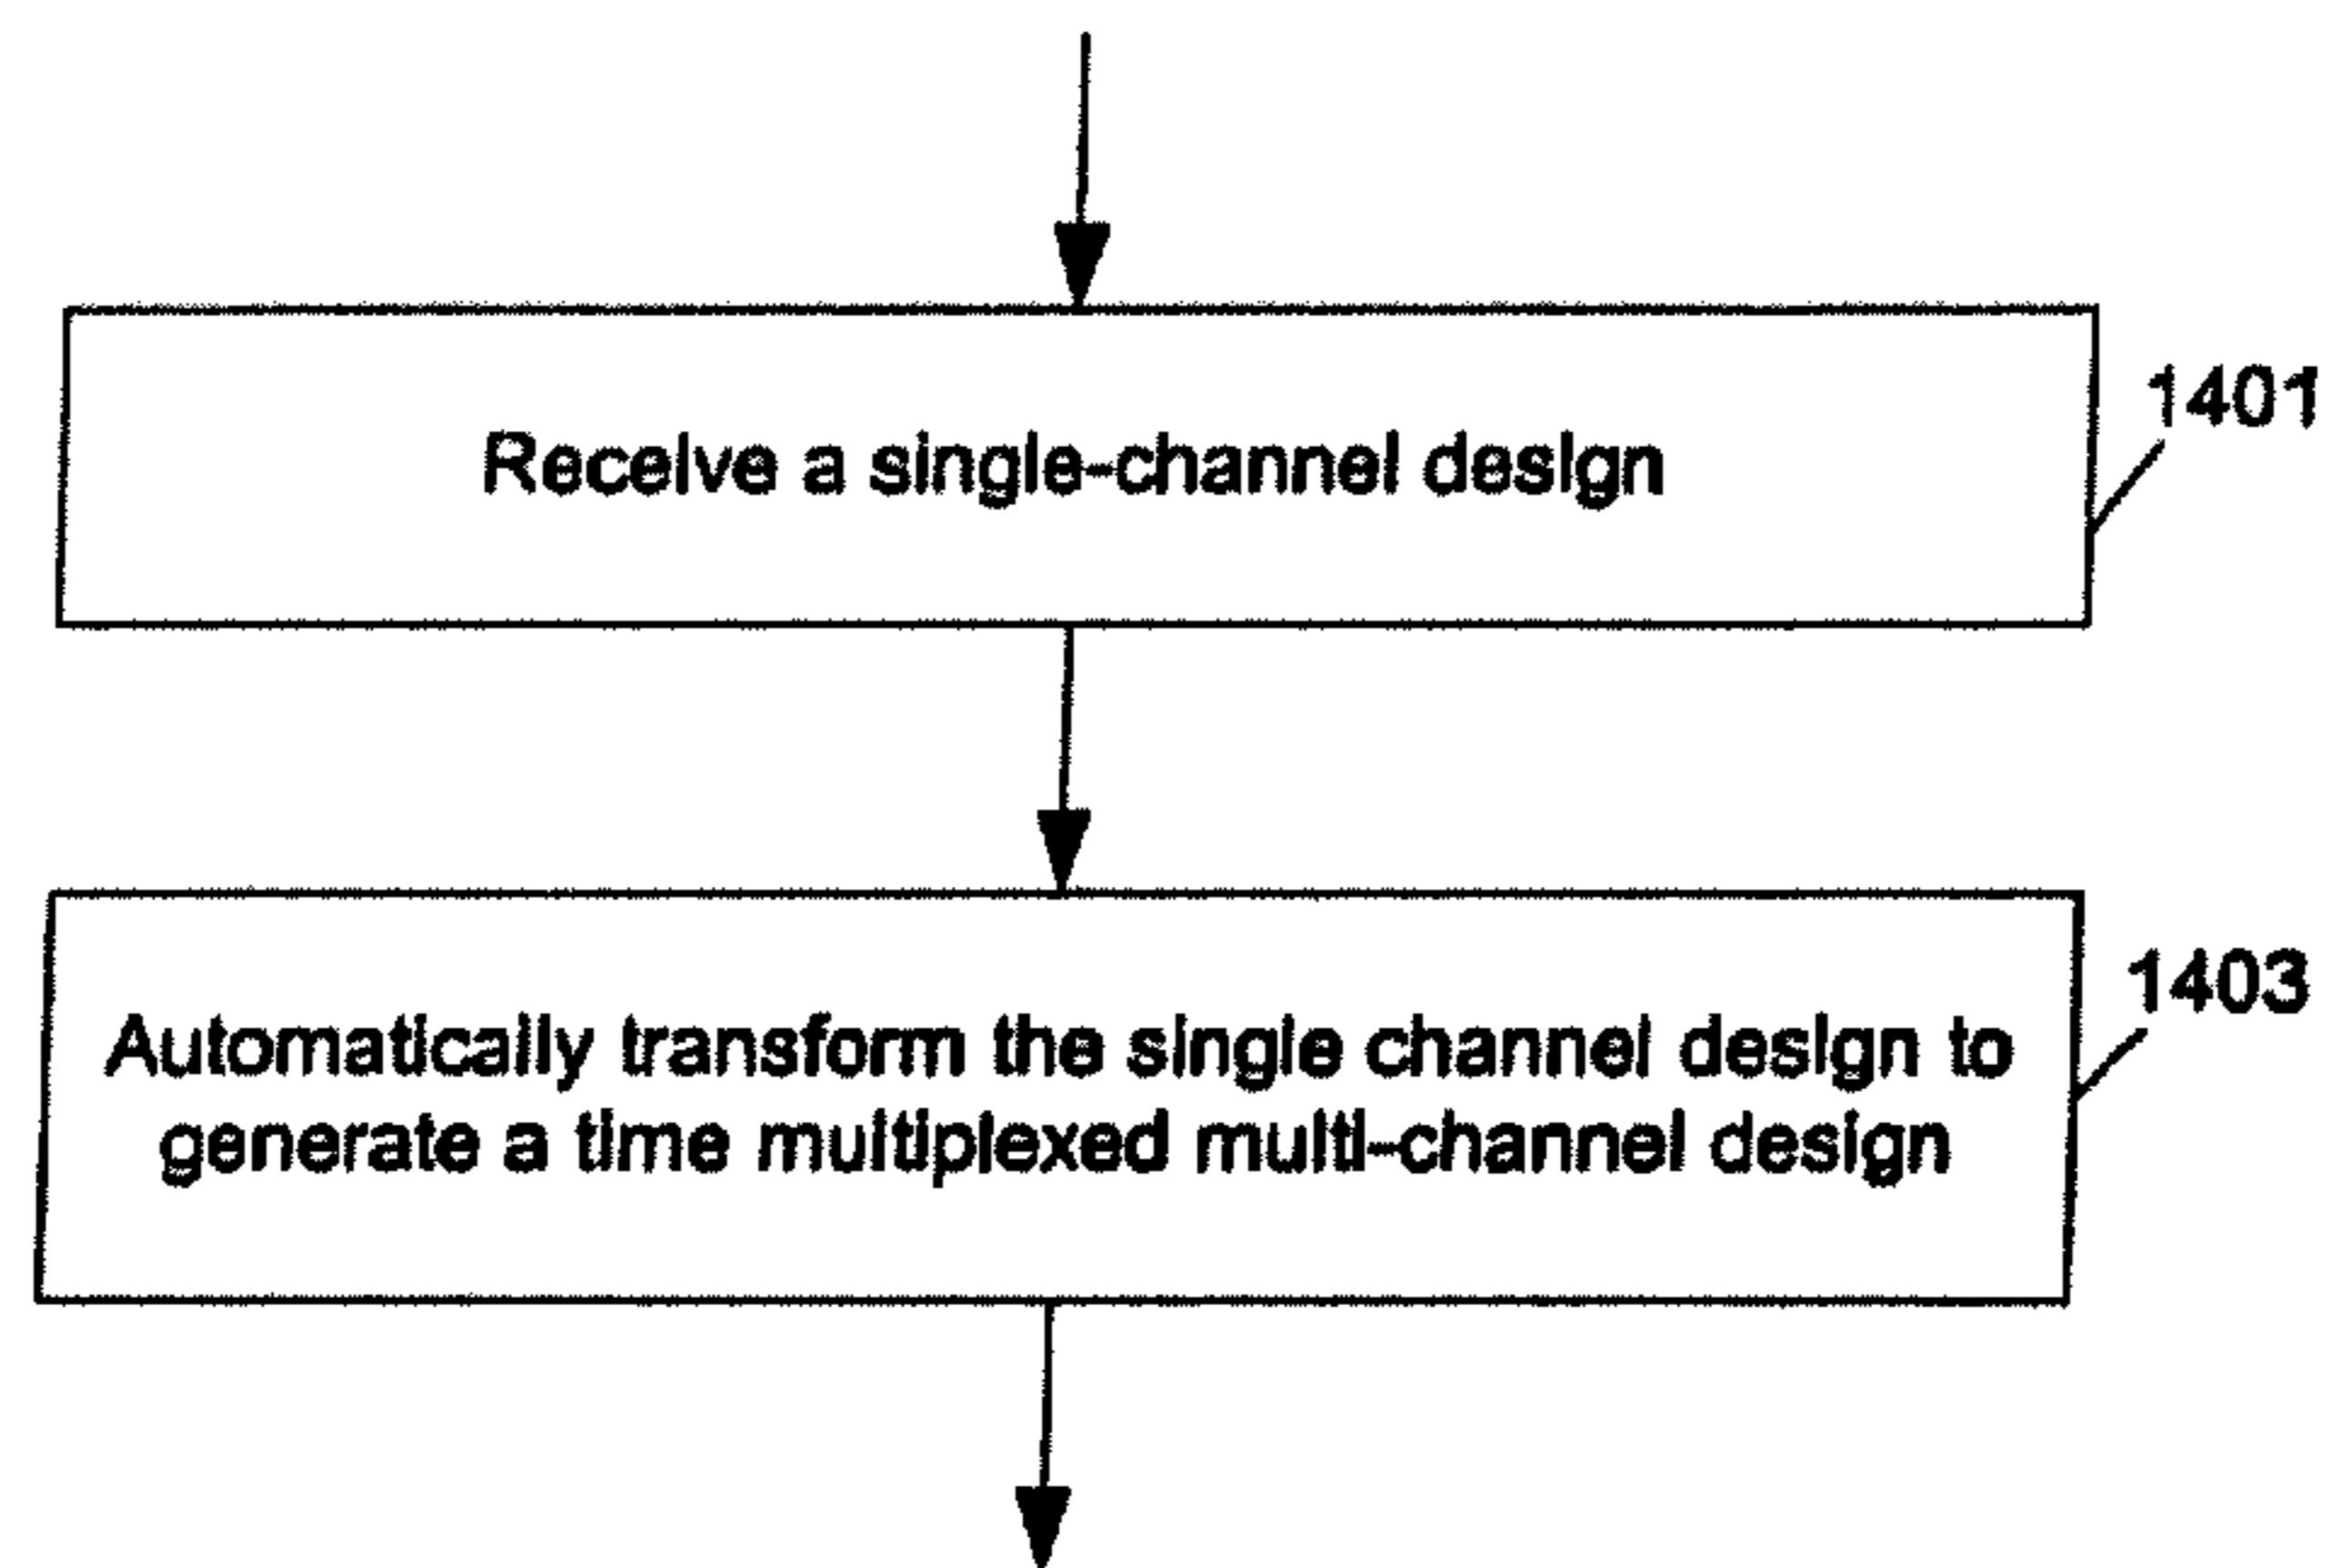 Receive a single-channel design
1401
Automatically transform the single channel design to
generate a time multiplexed multi-channel design
1403